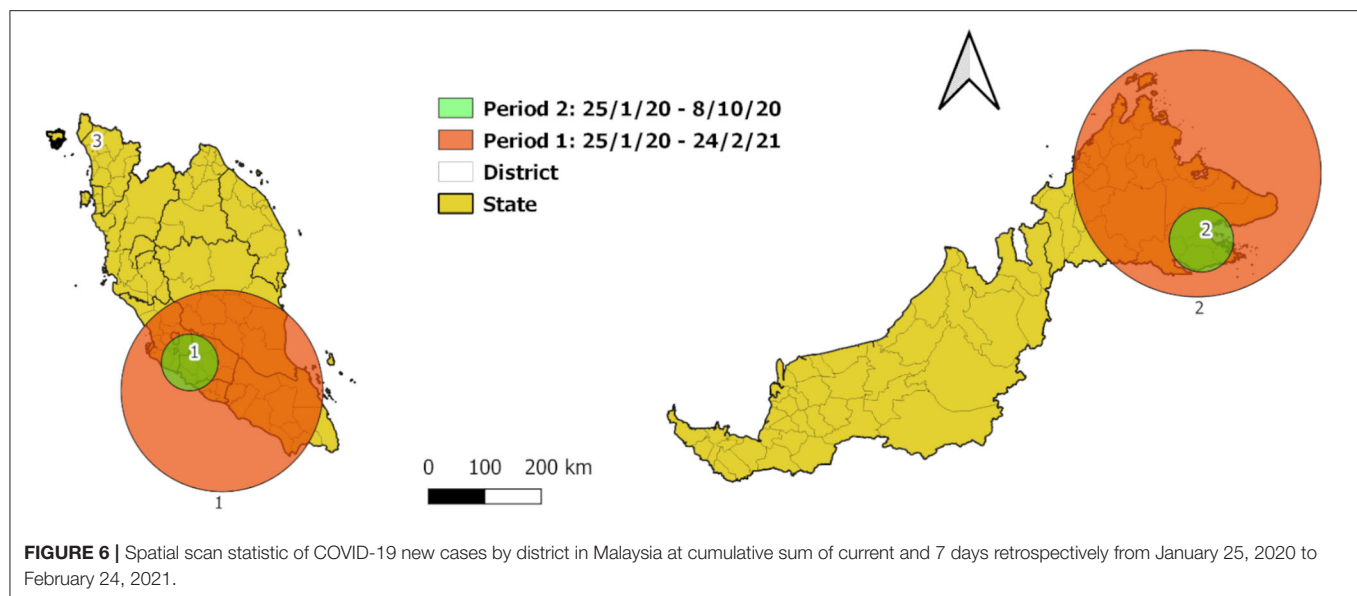 3
Period 2: 25/1/20 - 8/10/20
Period 1: 25/1/20 - 24/2/21
District
State
2
2
1
1
0 100 200 km
FIGURE 6 | Spatial scan statistic of COVID-19 new cases by district in Malaysia at cumulative sum of current and 7 days retrospectively from January 25, 2020 to
February 24, 2021.